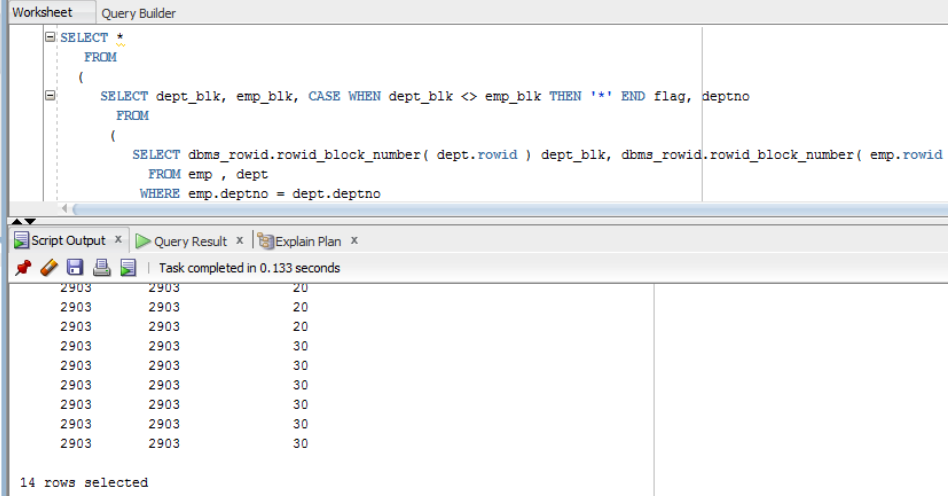 Worksheet Query Builder
SELECT *
FROM
(
SELECT dept_blk, emp_blk, CASE WHEN dept_blk <> emp_blk THEN '*' END flag, deptno
FROM
(
SELECT dbms_rowid.rowid_block_number( dept.rowid ) dept_blk, dbms_rowid.rowid_block_number( emp.rowid
FROM emp , dept
WHERE emp.deptno = dept.deptno
Script Output x Query Result x Explain Plan x
Task completed in 0.133 seconds
2903 2903 20
2903 2903 20
2903 2903 20
2903 2903 30
2903 2903 30
2903 2903 30
2903 2903 30
2903 2903 30
2903 2903 30
14 rows selected